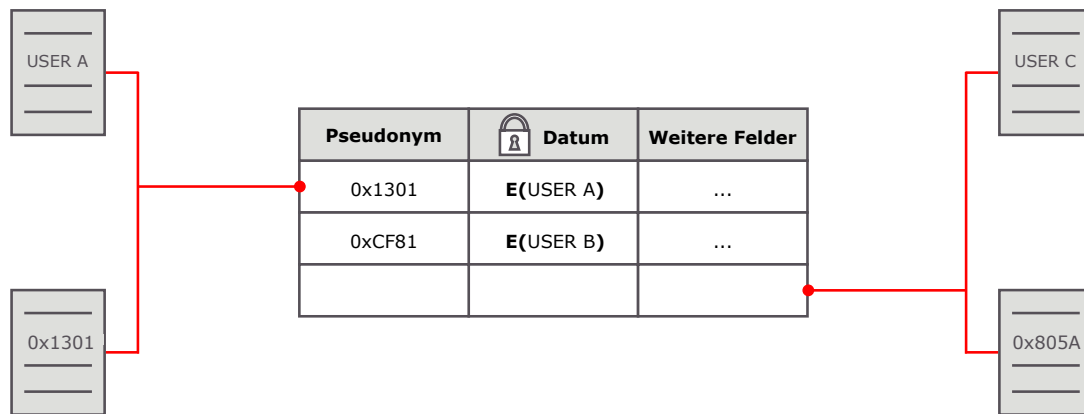 USER A
USER C
Pseudonym Datum Weitere Felder
0x1301 E(USER A) ...
0xCF81 E(USER B) ...
0x1301
0x805A